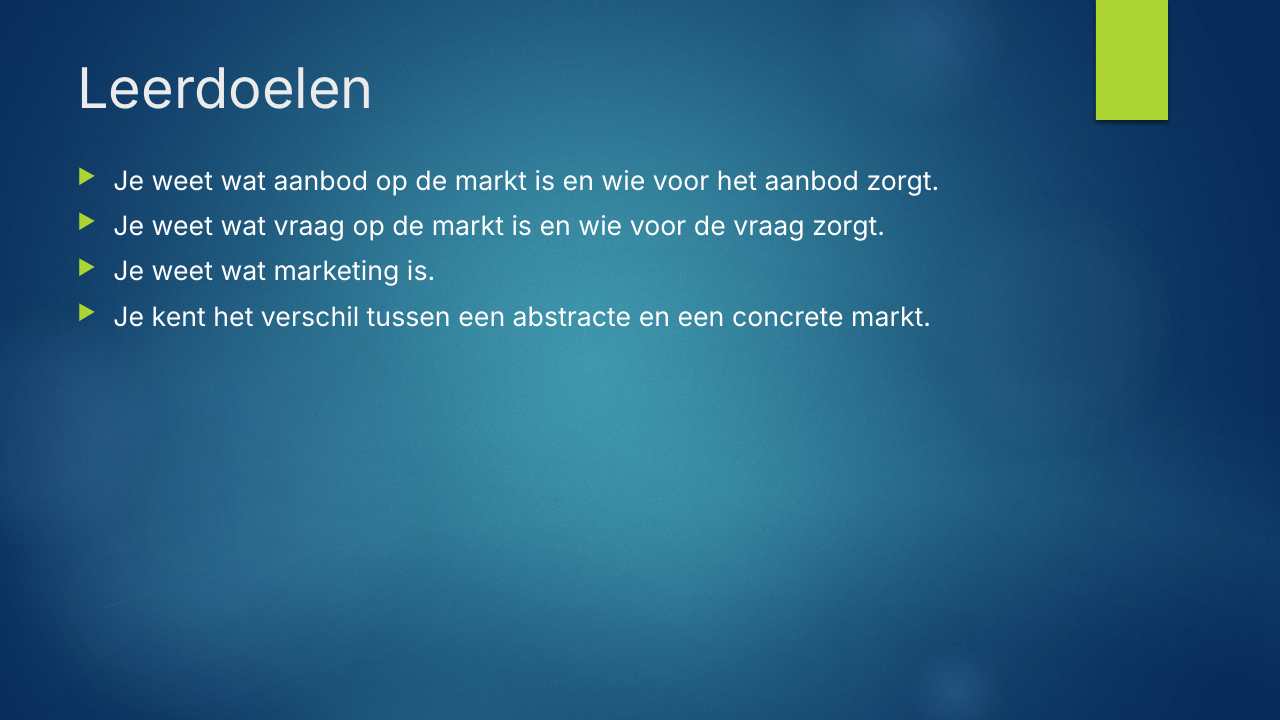 Leerdoelen
Je weet wat aanbod op de markt is en wie voor het aanbod zorgt.
Je weet wat vraag op de markt is en wie voor de vraag zorgt.
Je weet wat marketing is.
Je kent het verschil tussen een abstracte en een concrete markt.